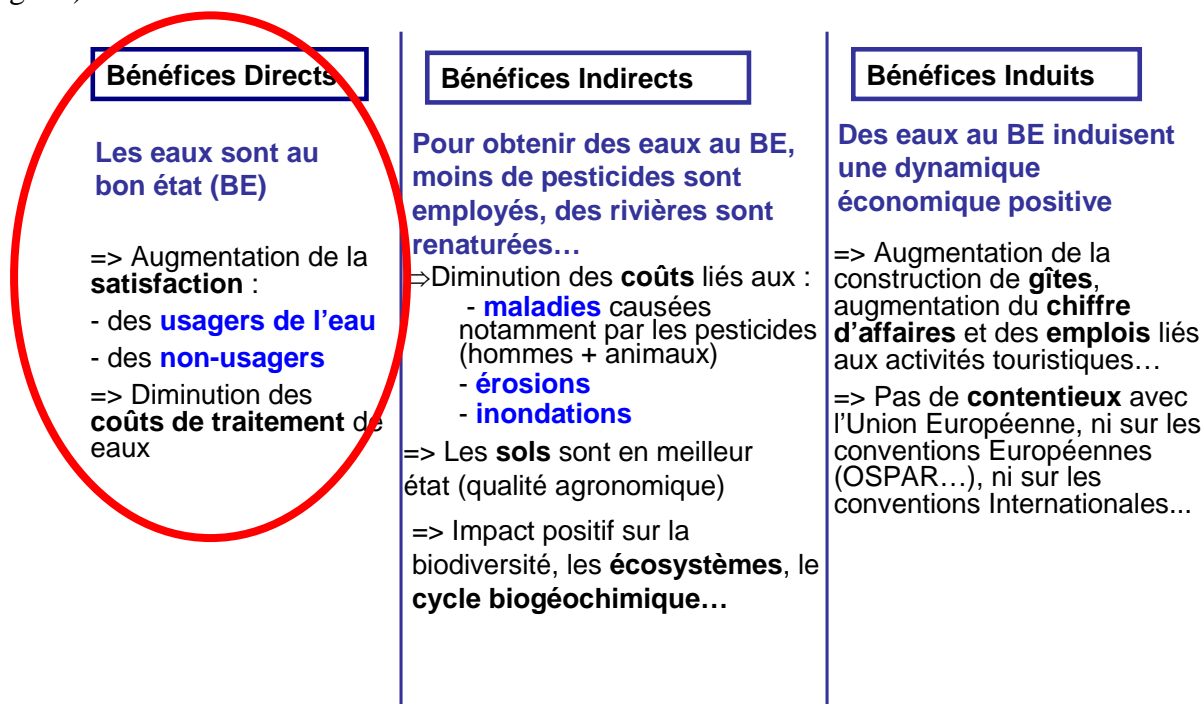 Bénéfices Directs
Les eaux sont au
bon état (BE)
=> Augmentation de la
satisfaction :
- des usagers de l’eau
- des non-usagers
=> Diminution des
coûts de traitement de
eaux
Bénéfices Indirects
Pour obtenir des eaux au BE,
moins de pesticides sont
employés, des rivières sont
renaturées…
⇒Diminution des coûts liés aux :
- maladies causées
notamment par les pesticides
(hommes + animaux)
- érosions
- inondations
=> Les sols sont en meilleur
état (qualité agronomique)
=> Impact positif sur la
biodiversité, les écosystèmes, le
cycle biogéochimique…
Bénéfices Induits
Des eaux au BE induisent
une dynamique
économique positive
=> Augmentation de la
construction de gîtes,
augmentation du chiffre
d’affaires et des emplois liés
aux activités touristiques…
=> Pas de contentieux avec
l’Union Européenne, ni sur les
conventions Européennes
(OSPAR…), ni sur les
conventions Internationales...